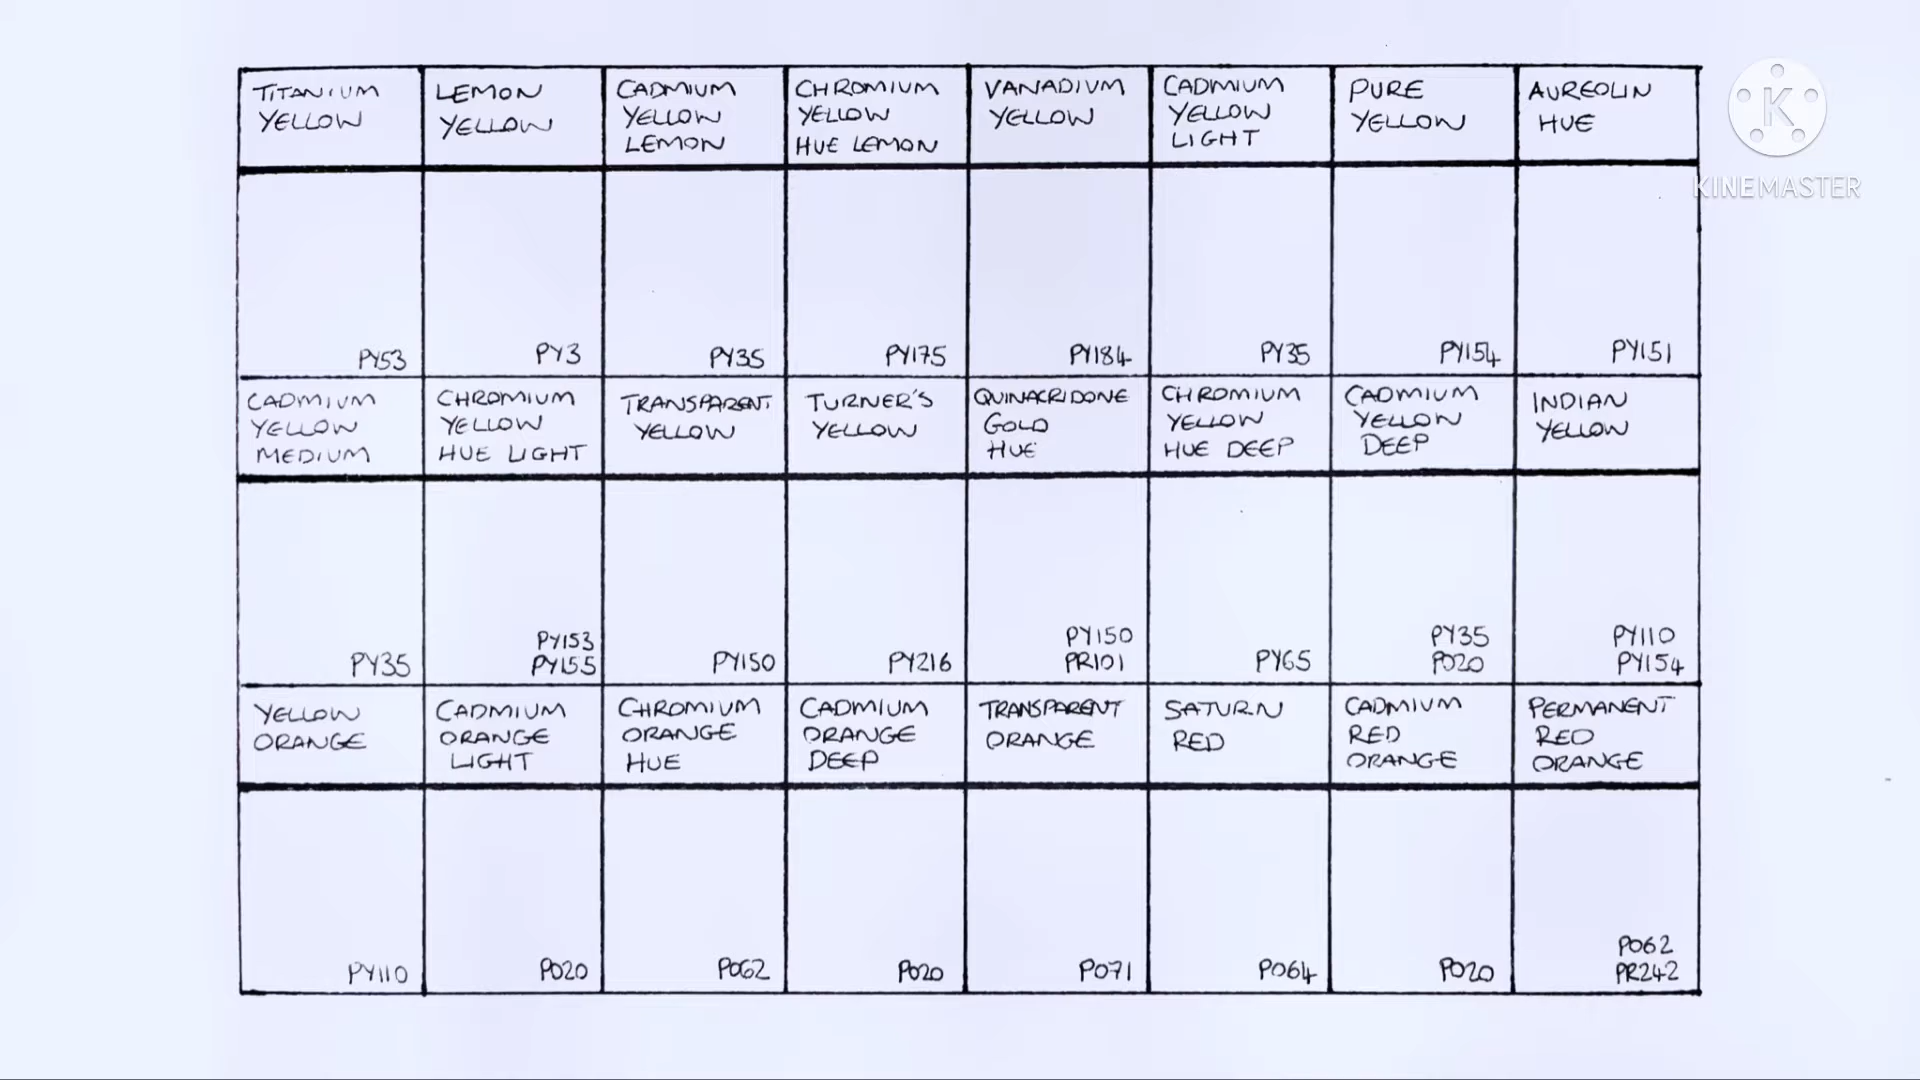 TITANIUM
YELLOW
LEMON
YELLOW
CADMIUM
YELLOW
LEMON
CHROMIUM
YELLOW
HUE LEMON
VANADIUM
YELLOW
CADMIUM
YELLOW
LIGHT
PURE
YELLOW
AUREOLIN
HUE
K
KINEMASTER
PY53
PY3
PY35
PY175
PY184
PY35
PY154
PY151
CADMIUM
YELLOW
MEDIUM
CHROMIUM
YELLOW
HUE LIGHT
TRANSPARENT
YELLOW
TURNER'S
YELLOW
QUINACRIDONE
GOLD
HUE
CHROMIUM
YELLOW
HUE DEEP
CADMIUM
YELLOW
DEEP
INDIAN
YELLOW
PY35
PY153
PY155
PY150
PY216
PY150
PR101
PY65
PY35
PO20
PY110
PY154
YELLOW
ORANGE
CADMIUM
ORANGE
LIGHT
CHROMIUM
ORANGE
HUE
CADMIUM
ORANGE
DEEP
TRANSPARENT
ORANGE
SATURN
RED
CADMIUM
RED
ORANGE
PERMANENT
RED
ORANGE
PY110
PO20
PO62
PO20
PO71
PO64
PO20
PO62
PR242